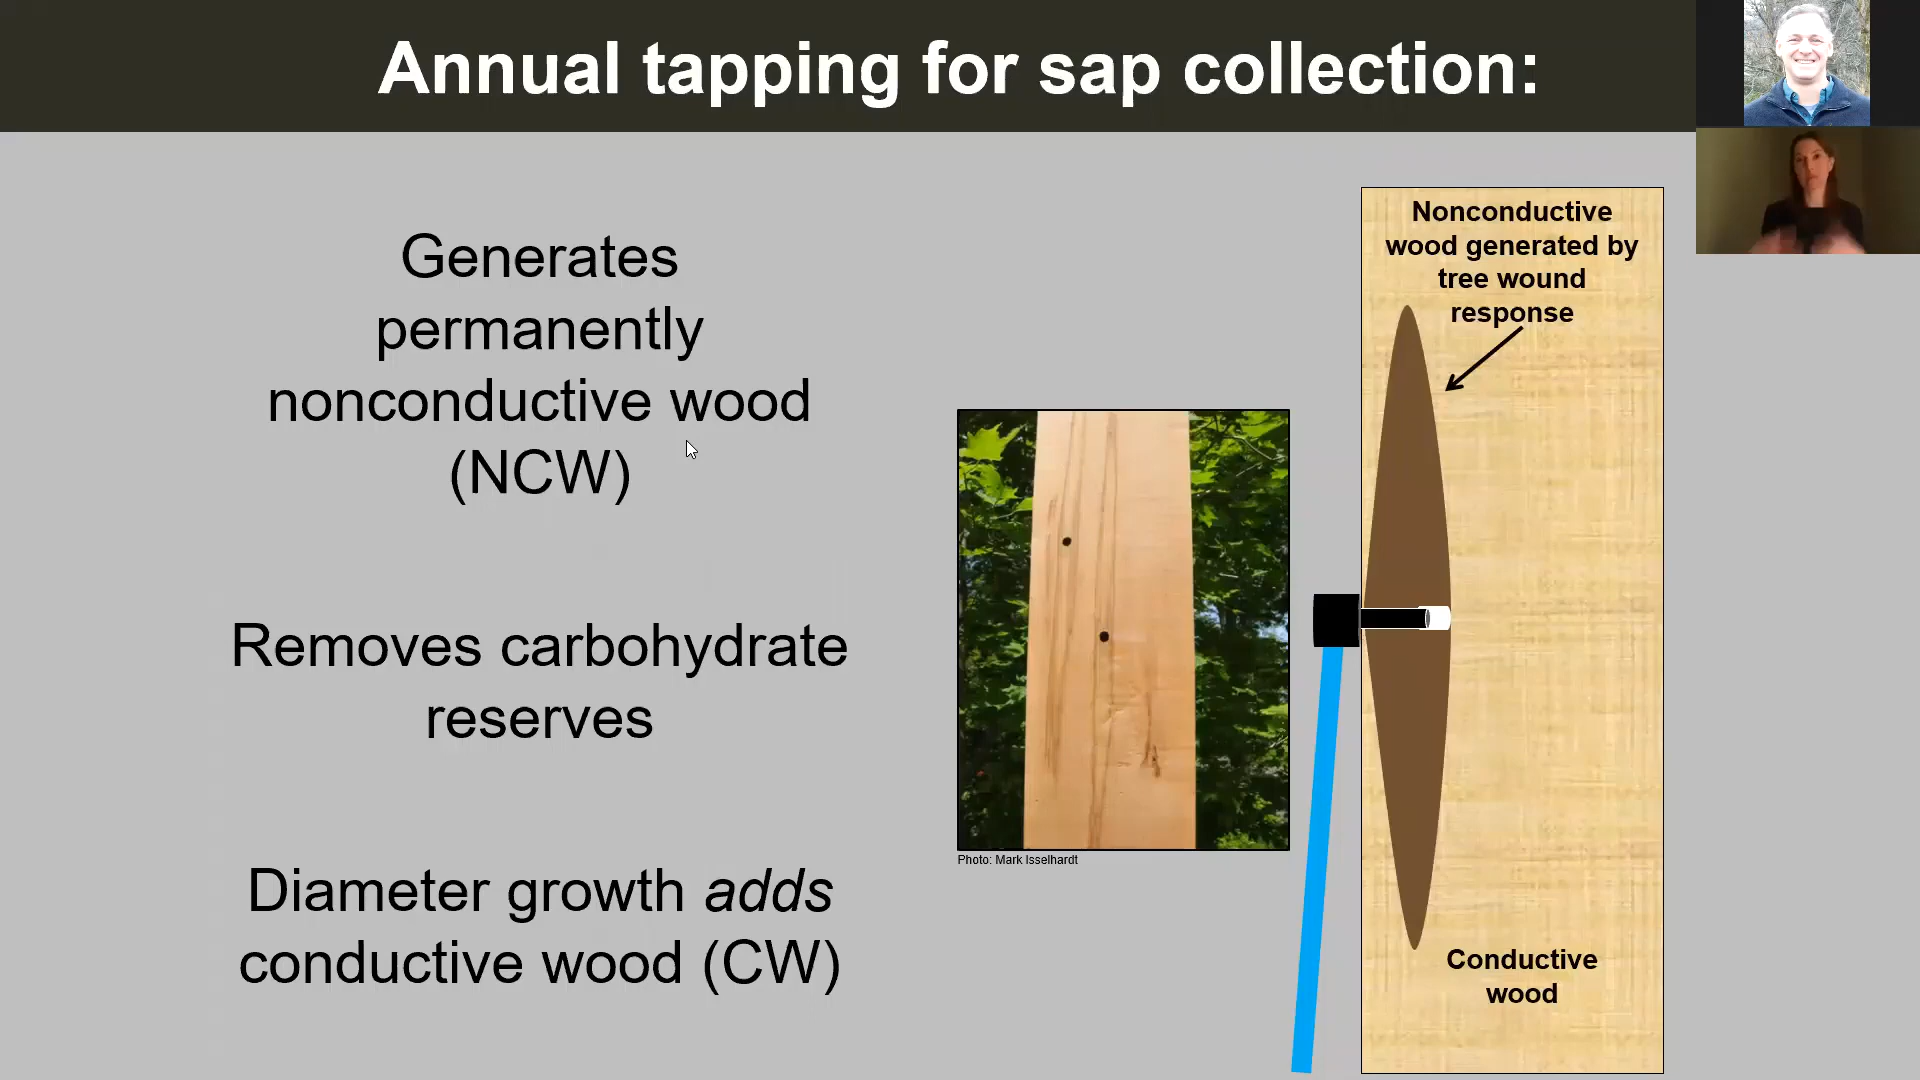 Annual tapping for sap collection:
Generates
permanently
nonconductive wood
(NCW)
Removes carbohydrate
reserves
Diameter growth adds
conductive wood (CW)
Photo: Mark Isselhardt
Nonconductive
wood generated by
tree wound
response
Conductive
wood